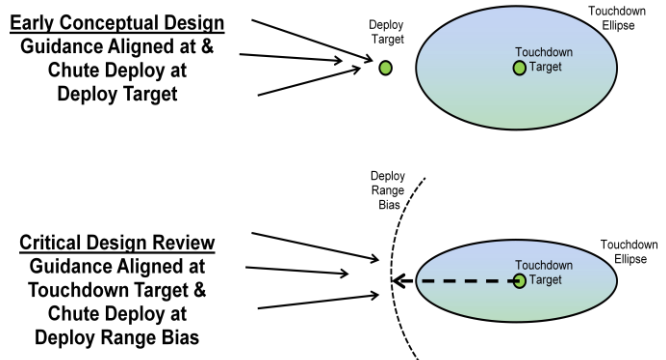 Early Conceptual Design
Guidance Aligned at &
Chute Deploy at
Deploy Target
Deploy
Target
Touchdown
Ellipse
Touchdown
Target
Critical Design Review
Guidance Aligned at
Touchdown Target &
Chute Deploy at
Deploy Range Bias
Deploy
Range
Bias
Touchdown
Ellipse
Touchdown
Target